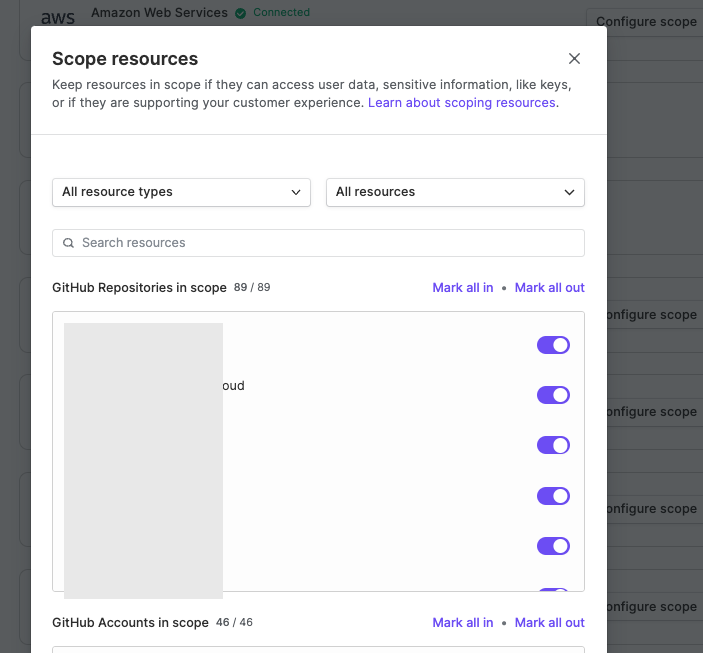 aws
Amazon Web Services Connected
Configure scope
Scope resources
Keep resources in scope if they can access user data, sensitive information, like keys,
or if they are supporting your customer experience. Learn about scoping resources.
All resource types
All resources
Search resources
GitHub Repositories in scope 89 / 89
Mark all in • Mark all out
onfigure scope
oud
onfigure scope
onfigure scope
onfigure scope
GitHub Accounts in scope 46 / 46
Mark all in • Mark all out